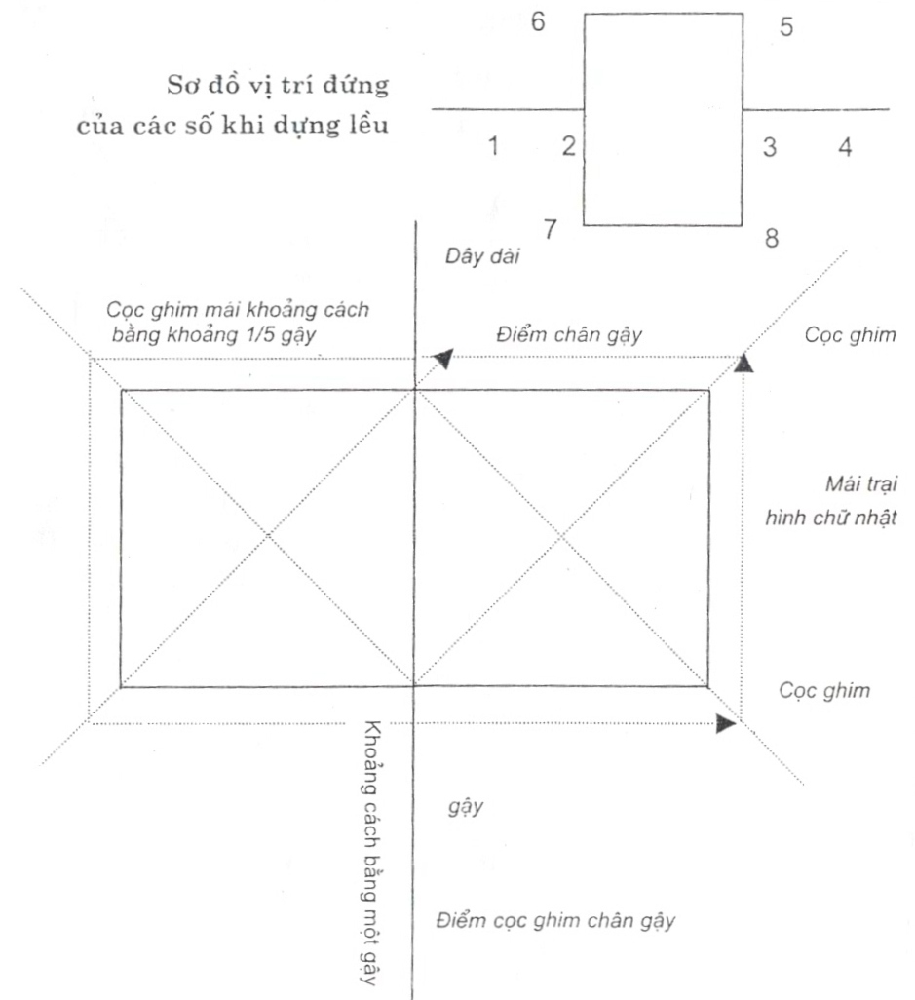 6
5
Sơ đồ vị trí đứng
của các số khi dựng lều
1 2 3 4
7
8
Dây dài
Cọc ghim mái khoảng cách
bằng khoảng 1/5 gậy
Điểm chân gậy
Cọc ghim
Mái trại
hình chữ nhật
Cọc ghim
Khoảng cách bằng một gậy
gậy
Điểm cọc ghim chân gậy